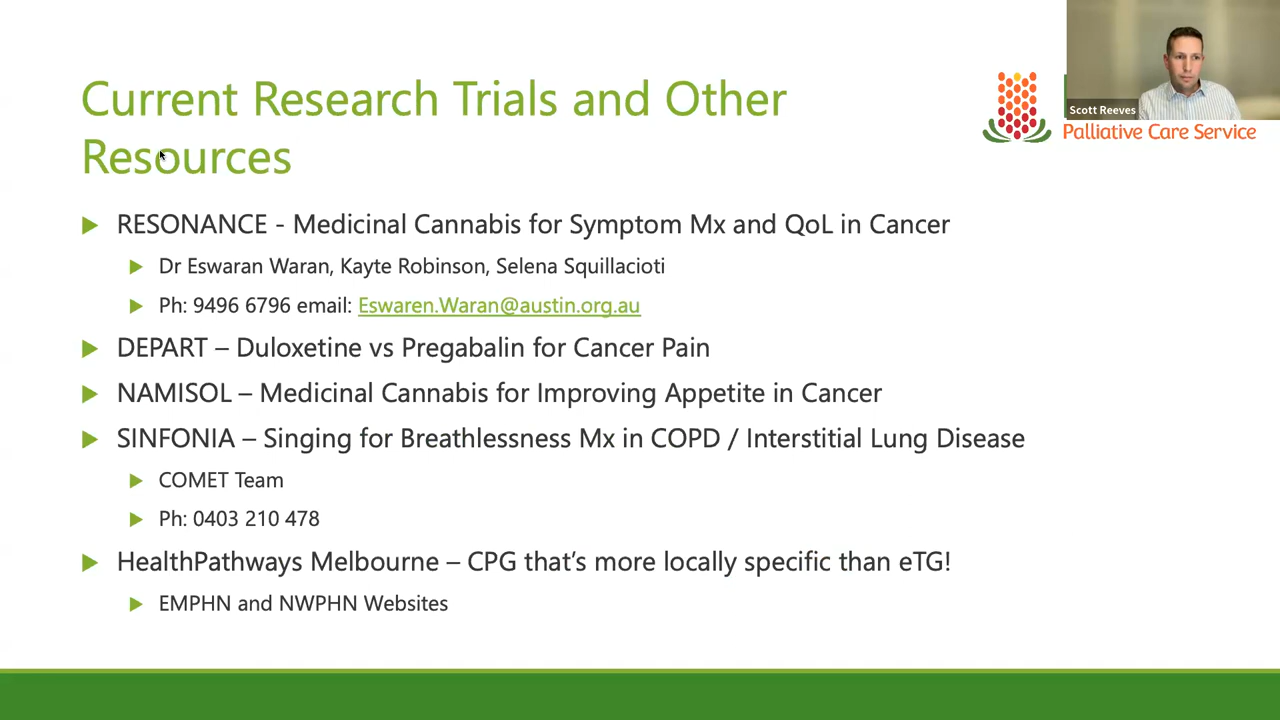 Current Research Trials and Other
Resources
Scott Reeves
Palliative Care Service
RESONANCE - Medicinal Cannabis for Symptom Mx and QoL in Cancer
Dr Eswaran Waran, Kayte Robinson, Selena Squillacioti
Ph: 9496 6796 email: Eswaren.Waran@austin.org.au
DEPART – Duloxetine vs Pregabalin for Cancer Pain
NAMISOL – Medicinal Cannabis for Improving Appetite in Cancer
SINFONIA – Singing for Breathlessness Mx in COPD / Interstitial Lung Disease
COMET Team
Ph: 0403 210 478
HealthPathways Melbourne – CPG that's more locally specific than eTG!
EMPHN and NWPHN Websites